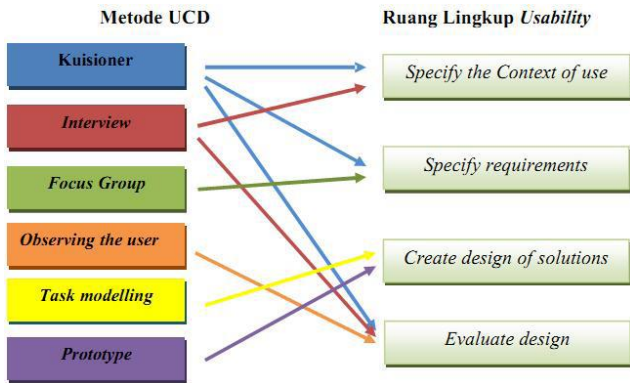 Metode UCD
Ruang Lingkup Usability
Kuisioner
Interview
Focus Group
Observing the user
Task modelling
Prototype
Specify the Context of use
Specify requirements
Create design of solutions
Evaluate design